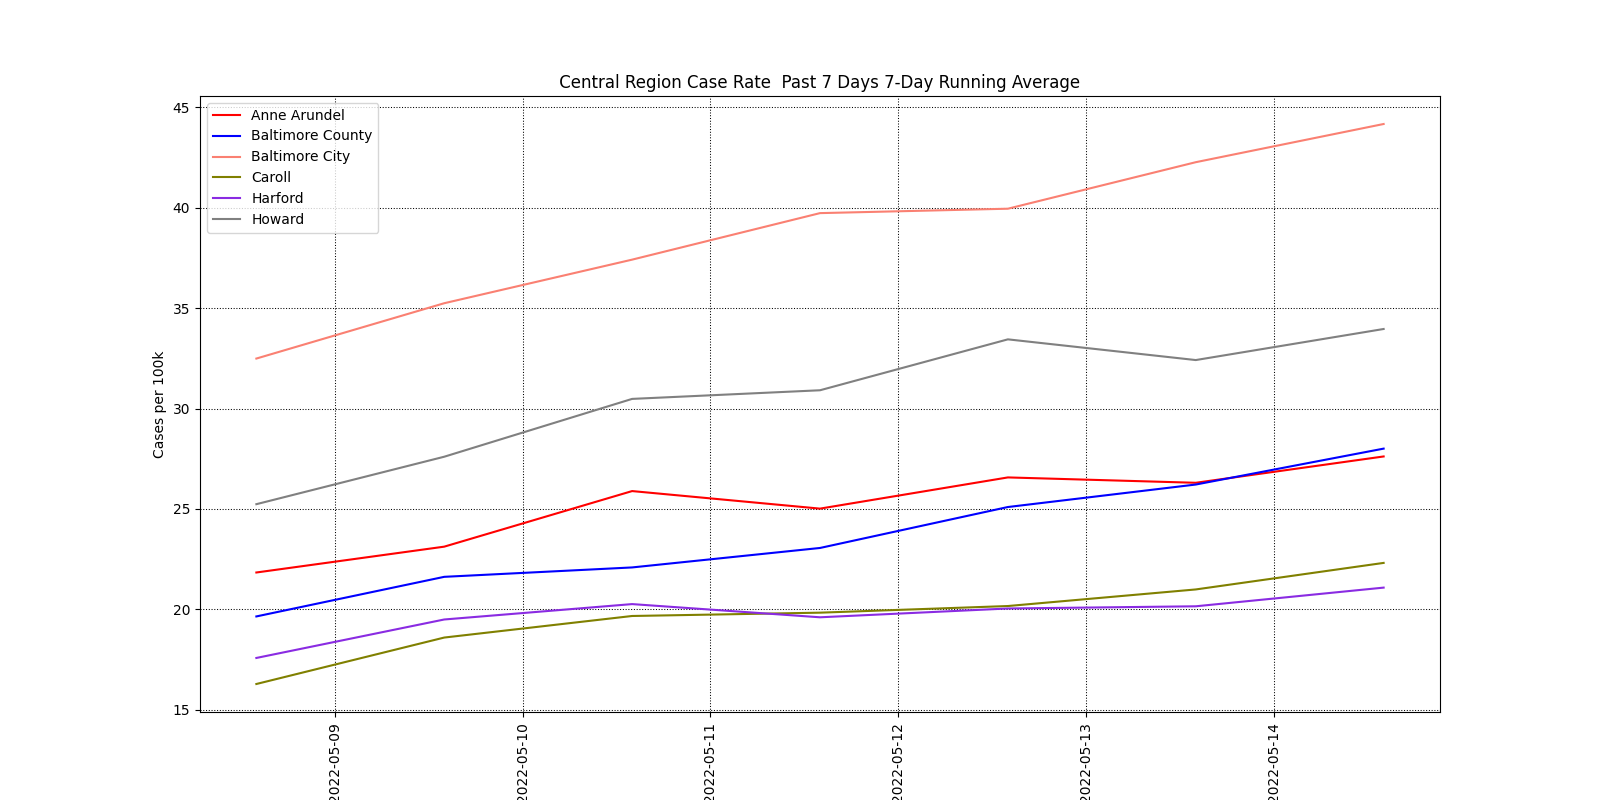 Central Region Case Rate  Past 7 Days 7-Day Running Average
45
40
35
30
25
20
15
Cases per 100k
Anne Arundel
Baltimore County
Baltimore City
Caroll
Harford
Howard
2022-05-09
2022-05-10
2022-05-11
2022-05-12
2022-05-13
2022-05-14